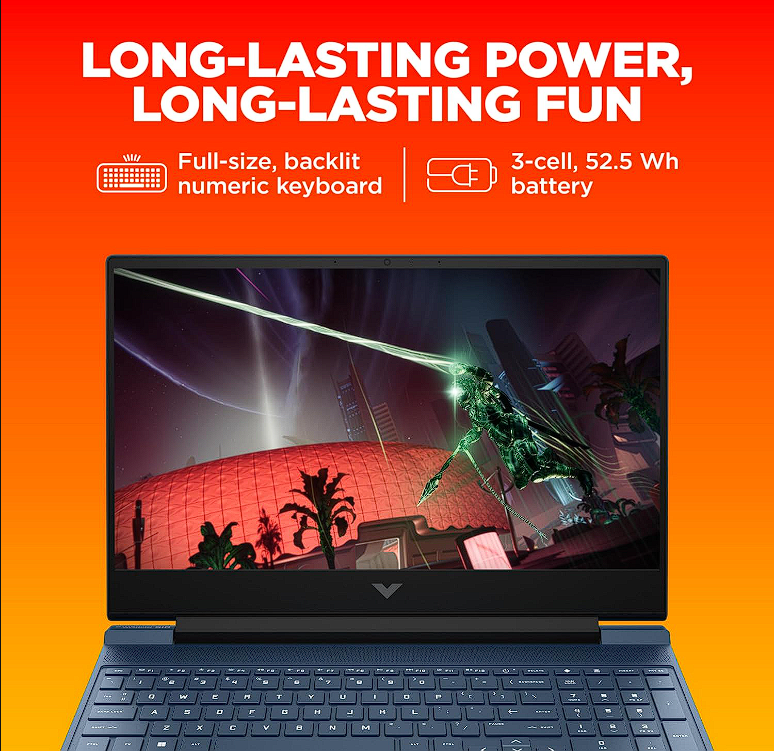 LONG-LASTING POWER,
LONG-LASTING FUN
Full-size, backlit
numeric keyboard
3-cell, 52.5 Wh
battery
Q W E R T Y U I O P
A S D F G H J K L
Z X C V B N M